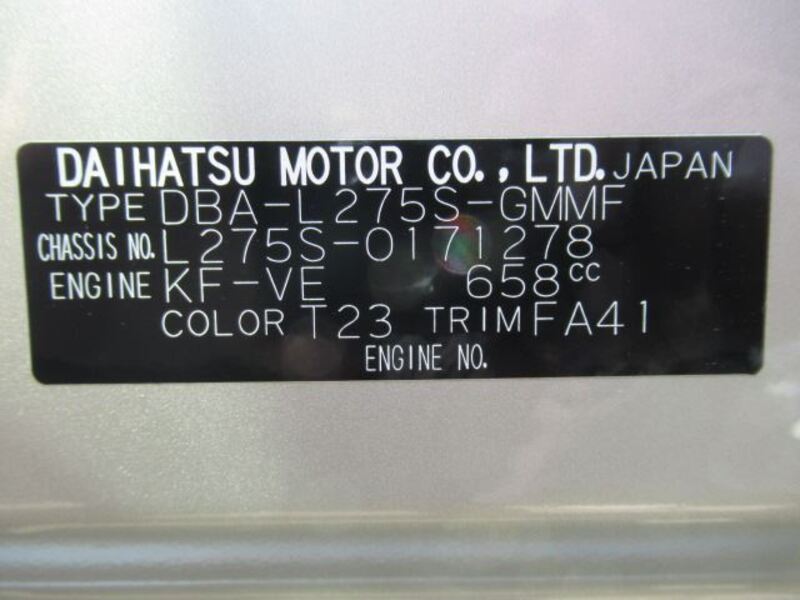 DAIHATSU MOTOR CO., LTD. JAPAN
TYPE DBA-L275S-GMMF
CHASSIS NO. L275S-0171278
ENGINE KF-VE 658cc
COLOR T23 TRIM FA41
ENGINE NO.